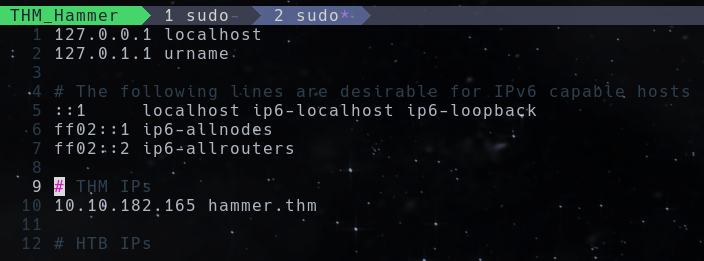 THM_Hammer 1 sudo- 2 sudo*
1 127.0.0.1 localhost
2 127.0.1.1 urname
3
4 # The following lines are desirable for IPv6 capable hosts
5 ::1     localhost ip6-localhost ip6-loopback
6 ff02::1 ip6-allnodes
7 ff02::2 ip6-allrouters
8
9 # THM IPs
10 10.10.182.165 hammer.thm
11
12 # HTB IPs